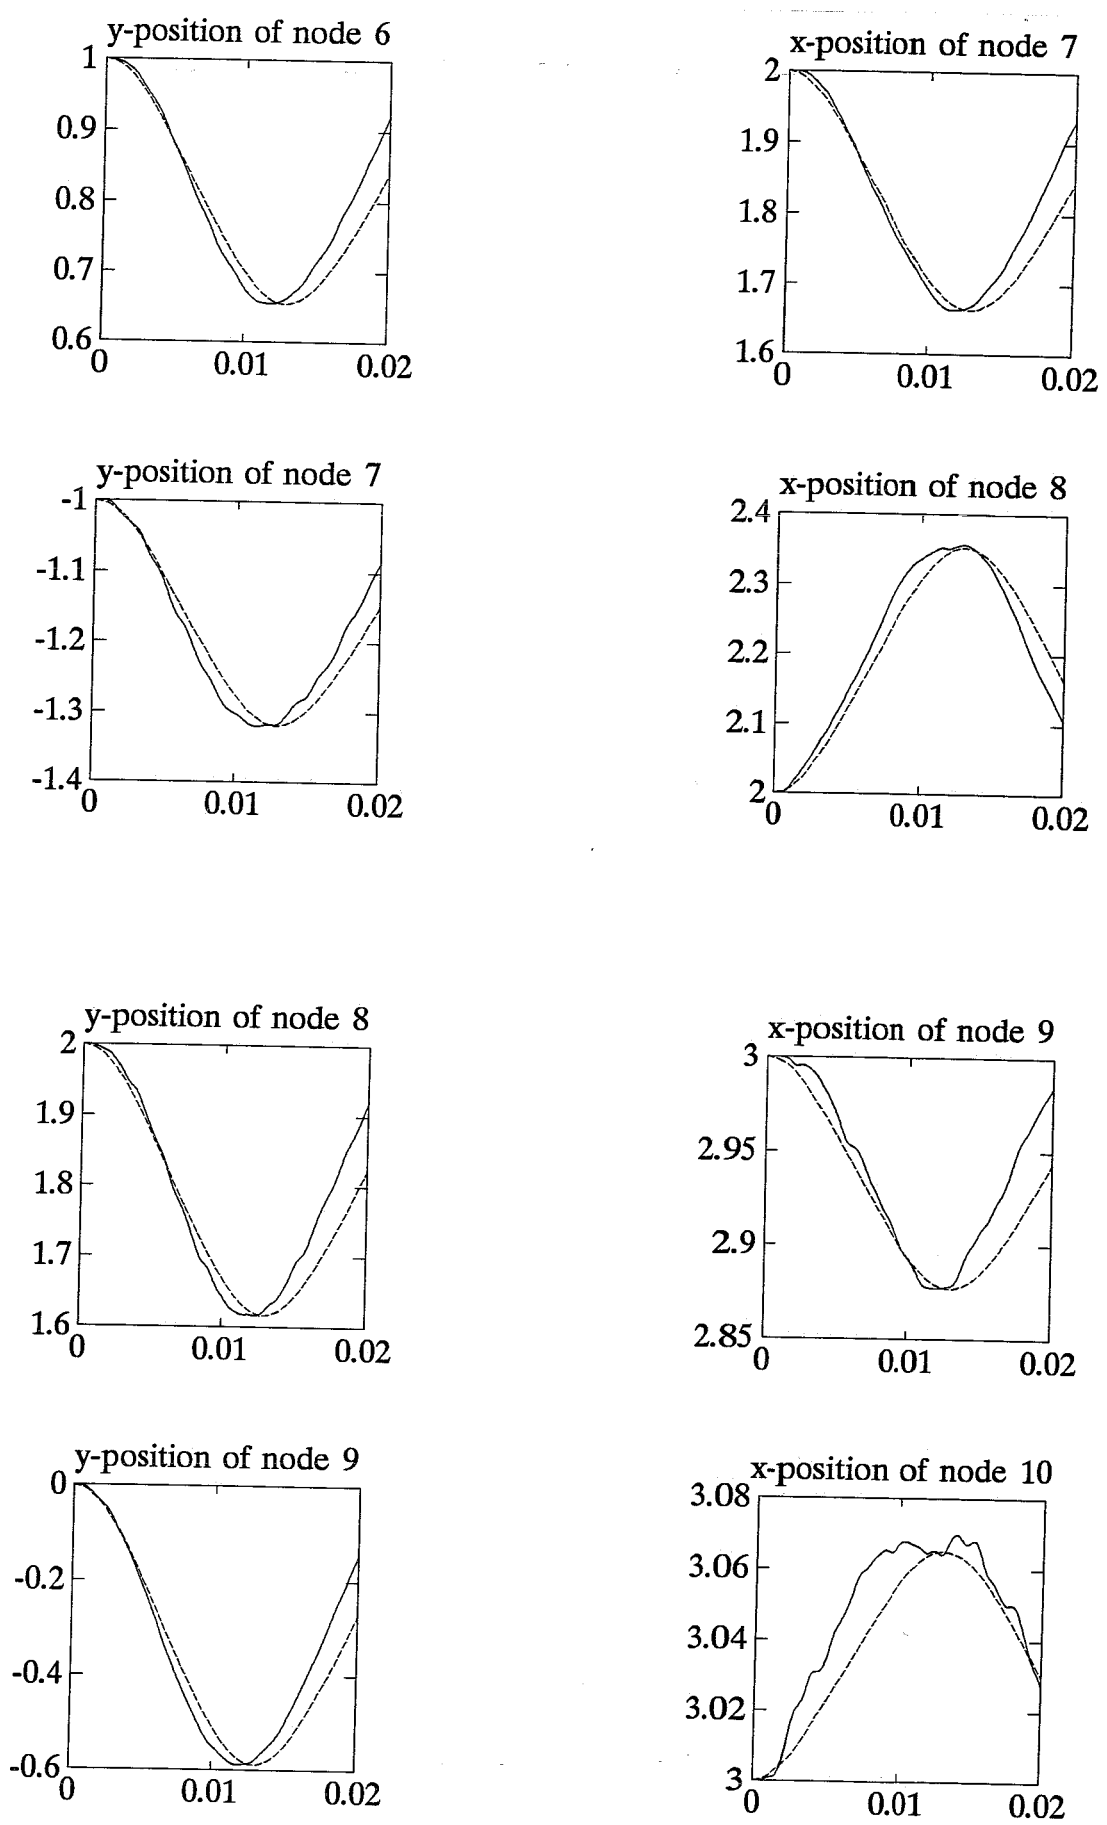 y-position of node 6
1
0.9
0.8
0.7
0.6
0 0.01 0.02
x-position of node 7
2
1.9
1.8
1.7
1.6
0 0.01 0.02
y-position of node 7
-1
-1.1
-1.2
-1.3
-1.4
0 0.01 0.02
x-position of node 8
2.4
2.3
2.2
2.1
2
0 0.01 0.02
y-position of node 8
2
1.9
1.8
1.7
1.6
0 0.01 0.02
x-position of node 9
3
2.95
2.9
2.85
0 0.01 0.02
y-position of node 9
0
-0.2
-0.4
-0.6
0 0.01 0.02
x-position of node 10
3.08
3.06
3.04
3.02
3
0 0.01 0.02